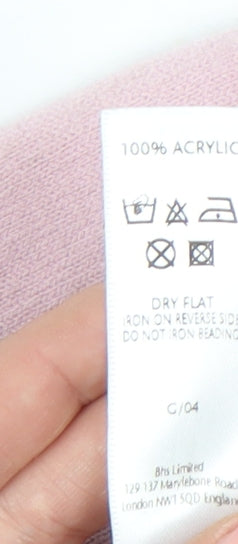 100% ACRYLIC
DRY FLAT
IRON ON REVERSE SIDE
DO NOT IRON BEADING
G/04
Bhs Limited
129-137 Marylebone Road
London NW1 5QD England